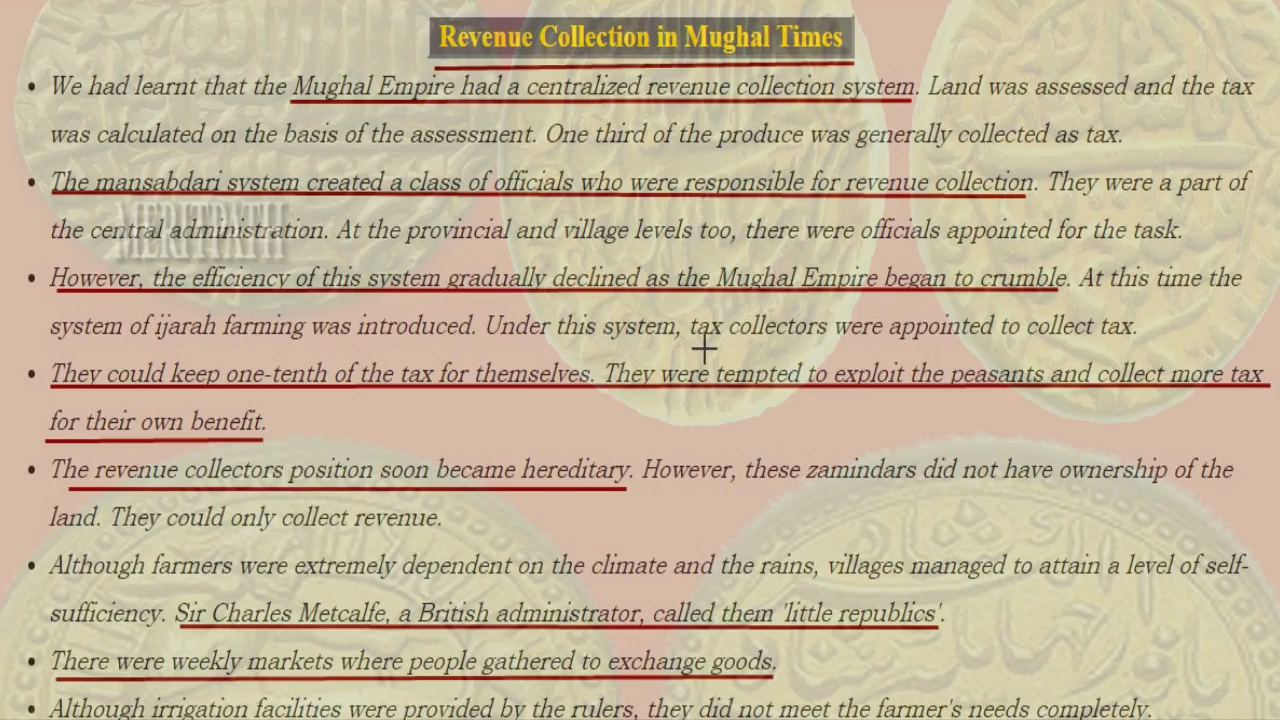 Revenue Collection in Mughal Times
• We had learnt that the Mughal Empire had a centralized revenue collection system. Land was assessed and the tax
was calculated on the basis of the assessment. One third of the produce was generally collected as tax.
• The mansabdari system created a class of officials who were responsible for revenue collection. They were a part of
the central administration. At the provincial and village levels too, there were officials appointed for the task.
MERITPATH
• However, the efficiency of this system gradually declined as the Mughal Empire began to crumble. At this time the
system of ijarah farming was introduced. Under this system, tax collectors were appointed to collect tax.
• They could keep one-tenth of the tax for themselves. They were tempted to exploit the peasants and collect more tax
for their own benefit.
• The revenue collectors position soon became hereditary. However, these zamindars did not have ownership of the
land. They could only collect revenue.
• Although farmers were extremely dependent on the climate and the rains, villages managed to attain a level of self-
sufficiency. Sir Charles Metcalfe, a British administrator, called them 'little republics'.
• There were weekly markets where people gathered to exchange goods.
• Although irrigation facilities were provided by the rulers, they did not meet the farmer's needs completely.